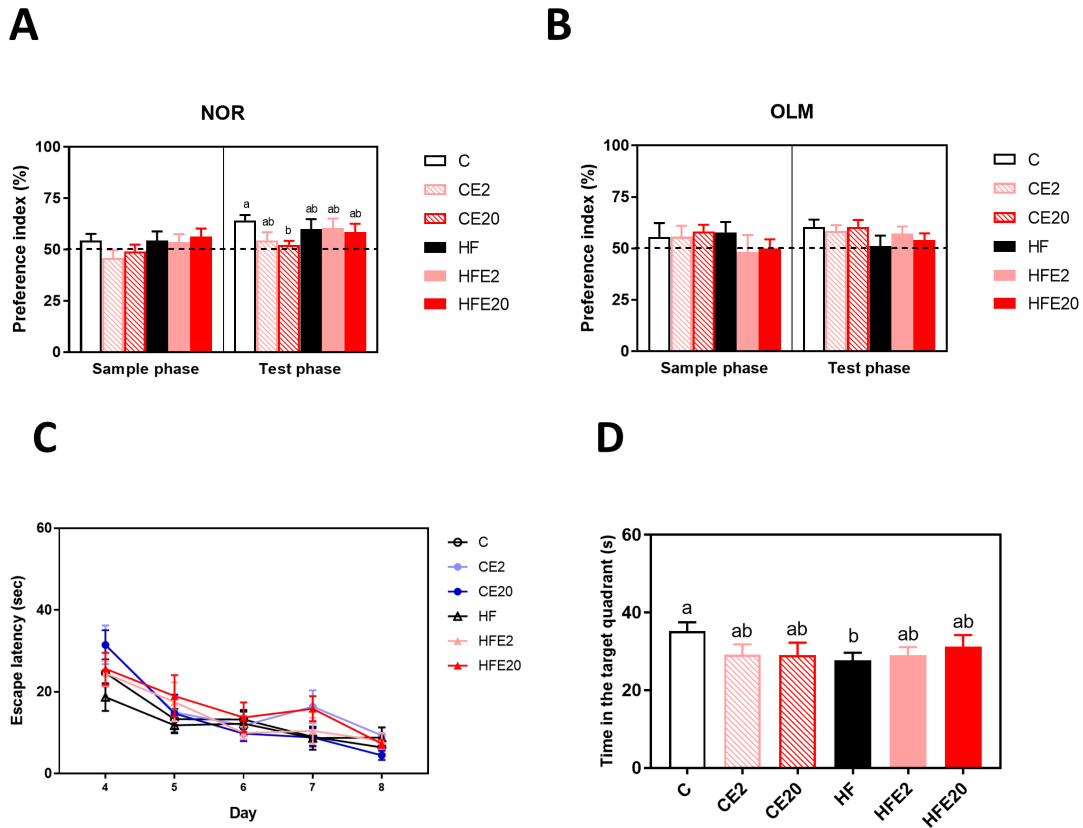 A
B
NOR
OLM
Preference index (%)
100
75
50
25
0
a
ab
b
ab
ab
ab
Sample phase
Test phase
C
CE2
CE20
HF
HFE2
HFE20
Preference index (%)
100
75
50
25
0
Sample phase
Test phase
C
CE2
CE20
HF
HFE2
HFE20
C
D
Escape latency (sec)
60
40
20
0
4
5
6
7
8
Day
C
CE2
CE20
HF
HFE2
HFE20
Time in the target quadrant (s)
60
40
20
0
a
ab
ab
b
ab
ab
C
CE2
CE20
HF
HFE2
HFE20